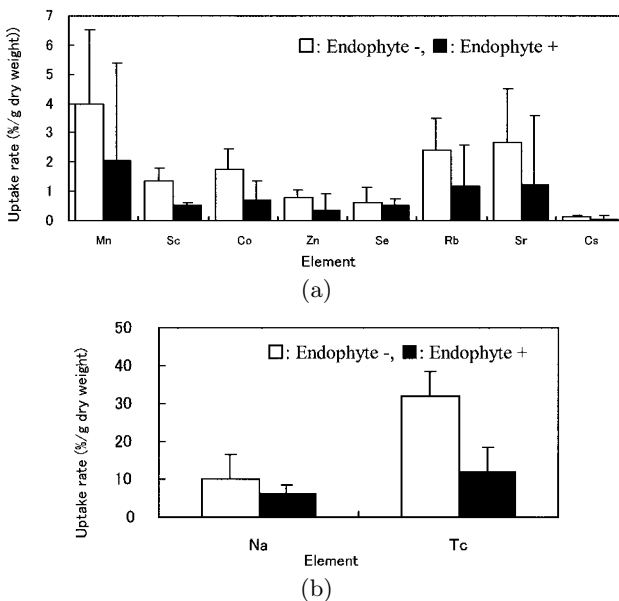 7
6
5
4
3
2
1
0
Uptake rate (%/g dry weight))
□: Endophyte -, ■: Endophyte +
Mn Sc Co Zn Se Rb Sr Cs
Element
(a)
50
40
30
20
10
0
Uptake rate (%/g dry weight)
□: Endophyte -, ■: Endophyte +
Na Tc
Element
(b)